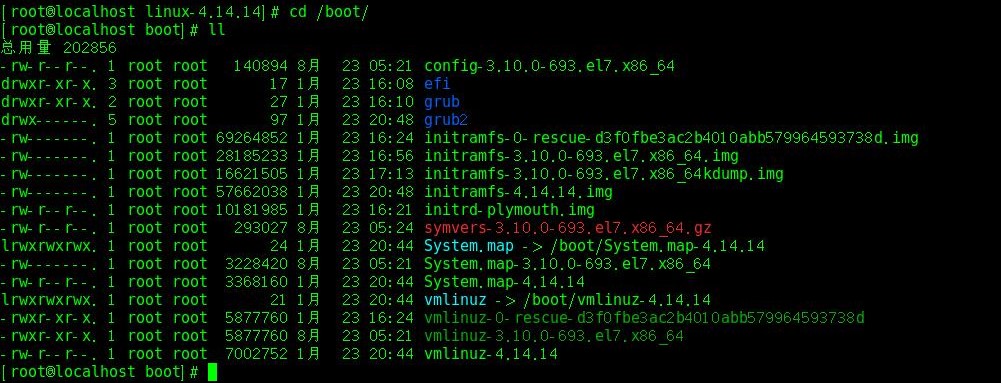 [root@localhost linux-4.14.14]# cd /boot/
[root@localhost boot]# ll
总用量 202856
-rw-r--r--. 1 root root   140894 8月  23 05:21 config-3.10.0-693.el7.x86_64
drwxr-xr-x. 3 root root       17 1月  23 16:08 efi
drwxr-xr-x. 2 root root       27 1月  23 16:10 grub
drwx------. 5 root root       97 1月  23 20:48 grub2
-rw-------. 1 root root 69264852 1月  23 16:24 initramfs-0-rescue-d3f0fbe3ac2b4010abb579964593738d.img
-rw-------. 1 root root 28185233 1月  23 16:56 initramfs-3.10.0-693.el7.x86_64.img
-rw-------. 1 root root 16621505 1月  23 17:13 initramfs-3.10.0-693.el7.x86_64kdump.img
-rw-------. 1 root root 57662038 1月  23 20:48 initramfs-4.14.14.img
-rw-r--r--. 1 root root 10181985 1月  23 16:21 initrd-plymouth.img
-rw-r--r--. 1 root root   293027 8月  23 05:24 symvers-3.10.0-693.el7.x86_64.gz
lrwxrwxrwx. 1 root root       24 1月  23 20:44 System.map -> /boot/System.map-4.14.14
-rw-------. 1 root root  3228420 8月  23 05:21 System.map-3.10.0-693.el7.x86_64
-rw-r--r--. 1 root root  3368160 1月  23 20:44 System.map-4.14.14
lrwxrwxrwx. 1 root root       21 1月  23 20:44 vmlinuz -> /boot/vmlinuz-4.14.14
-rwxr-xr-x. 1 root root  5877760 1月  23 16:24 vmlinuz-0-rescue-d3f0fbe3ac2b4010abb579964593738d
-rwxr-xr-x. 1 root root  5877760 8月  23 05:21 vmlinuz-3.10.0-693.el7.x86_64
-rw-r--r--. 1 root root  7002752 1月  23 20:44 vmlinuz-4.14.14
[root@localhost boot]#